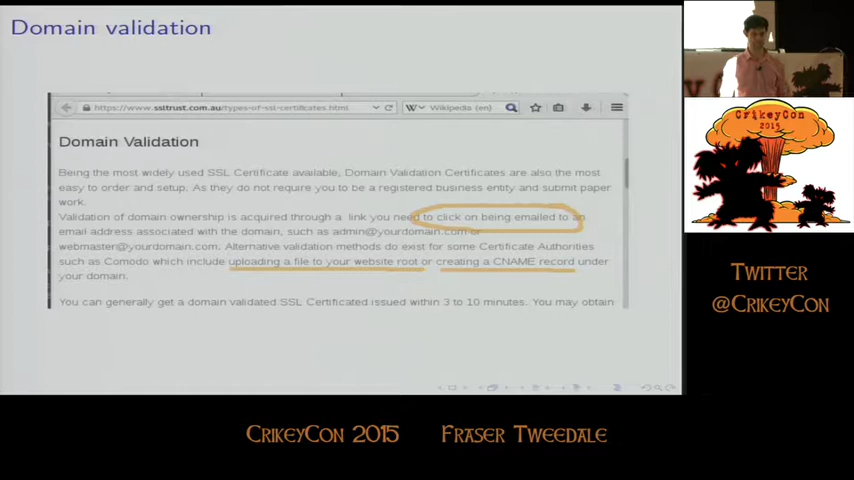 Domain validation
https://www.ssltrust.com.au/types-of-ssl-certificates.html
Wikipedia (en)
Domain Validation
Being the most widely used SSL Certificate available, Domain Validation Certificates are also the most
easy to order and setup. As they do not require you to be a registered business entity and submit paper
work.
Validation of domain ownership is acquired through a link you need to click on being emailed to an
email address associated with the domain, such as admin@yourdomain.com or
webmaster@yourdomain.com. Alternative validation methods do exist for some Certificate Authorities
such as Comodo which include uploading a file to your website root or creating a CNAME record under
your domain.
You can generally get a domain validated SSL Certificated issued within 3 to 10 minutes. You may obtain
CrikeyCon
2015
Twitter
@CrikeyCon
CrikeyCon 2015 Fraser Tweedale